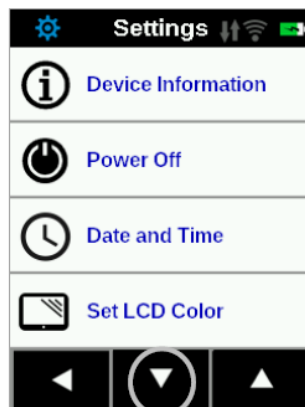 Settings
Device Information
Power Off
Date and Time
Set LCD Color